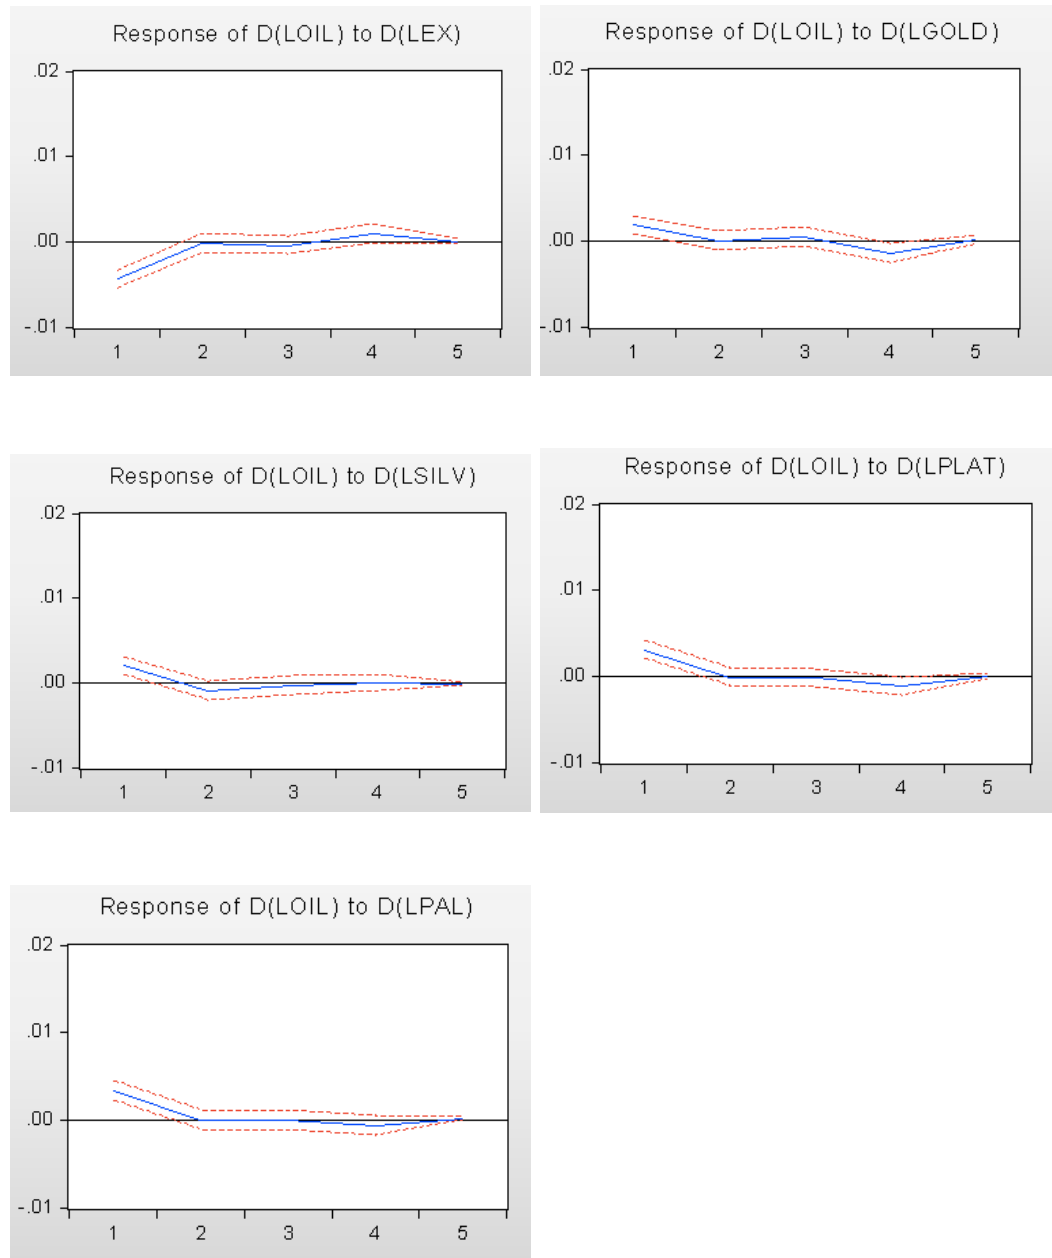 Response of D(LOIL) to D(LEX)
.02
.01
.00
-.01
1 2 3 4 5
Response of D(LOIL) to D(LGOLD)
.02
.01
.00
-.01
1 2 3 4 5
Response of D(LOIL) to D(LSILV)
.02
.01
.00
-.01
1 2 3 4 5
Response of D(LOIL) to D(LPLAT)
.02
.01
.00
-.01
1 2 3 4 5
Response of D(LOIL) to D(LPAL)
.02
.01
.00
-.01
1 2 3 4 5